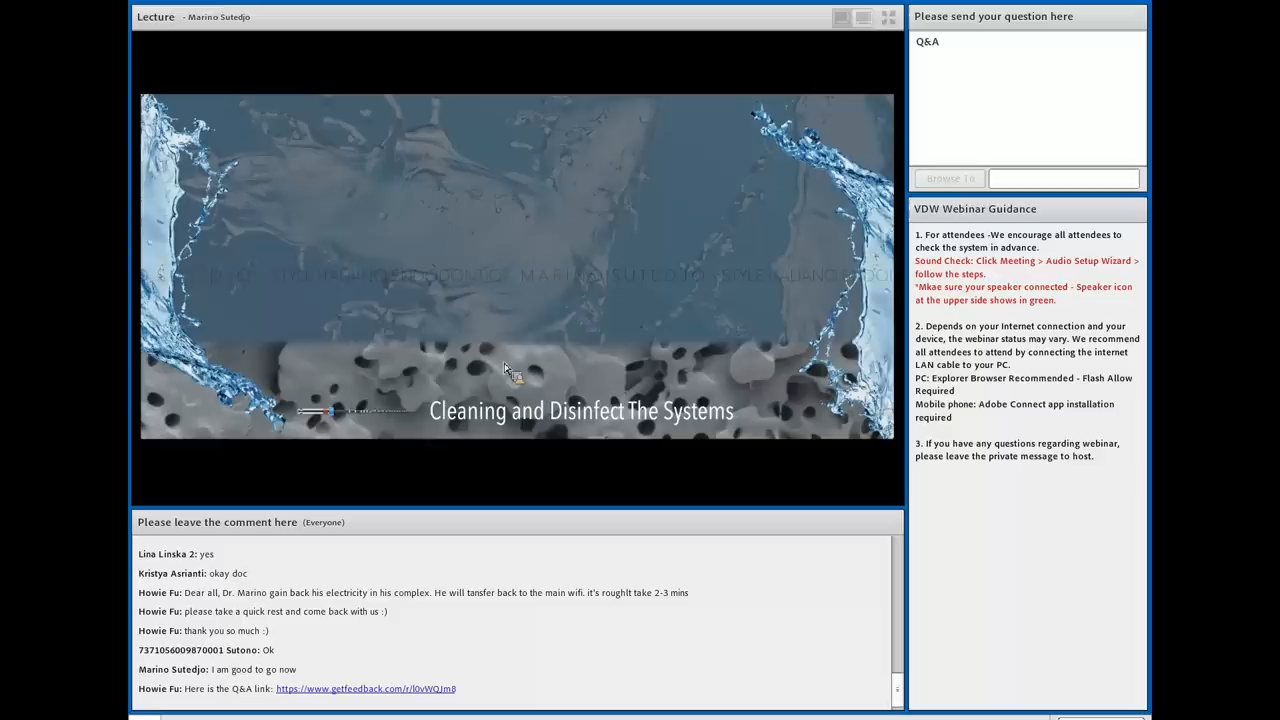 Lecture - Marino Sutedjo
STYLE ITALIANO ENDODONTIC MARINO SUTEDJO STYLE ITALIANO
Cleaning and Disinfect The Systems
Please leave the comment here (Everyone)
Lina Linska 2: yes
Kristya Asrianti: okay doc
Howie Fu: Dear all, Dr. Marino gain back his electricity in his complex. He will tansfer back to the main wifi. it's roughlt take 2-3 mins
Howie Fu: please take a quick rest and come back with us :)
Howie Fu: thank you so much :)
7371056009870001 Sutono: Ok
Marino Sutedjo: I am good to go now
Howie Fu: Here is the Q&A link: https://www.getfeedback.com/r/l0vWQJm8
Please send your question here
Q&A
Browse To
VDW Webinar Guidance
1. For attendees -We encourage all attendees to
check the system in advance.
Sound Check: Click Meeting > Audio Setup Wizard >
follow the steps.
*Mkae sure your speaker connected - Speaker icon
at the upper side shows in green.
2. Depends on your Internet connection and your
device, the webinar status may vary. We recommend
all attendees to attend by connecting the internet
LAN cable to your PC.
PC: Explorer Browser Recommended - Flash Allow
Required
Mobile phone: Adobe Connect app installation
required
3. If you have any questions regarding webinar,
please leave the private message to host.